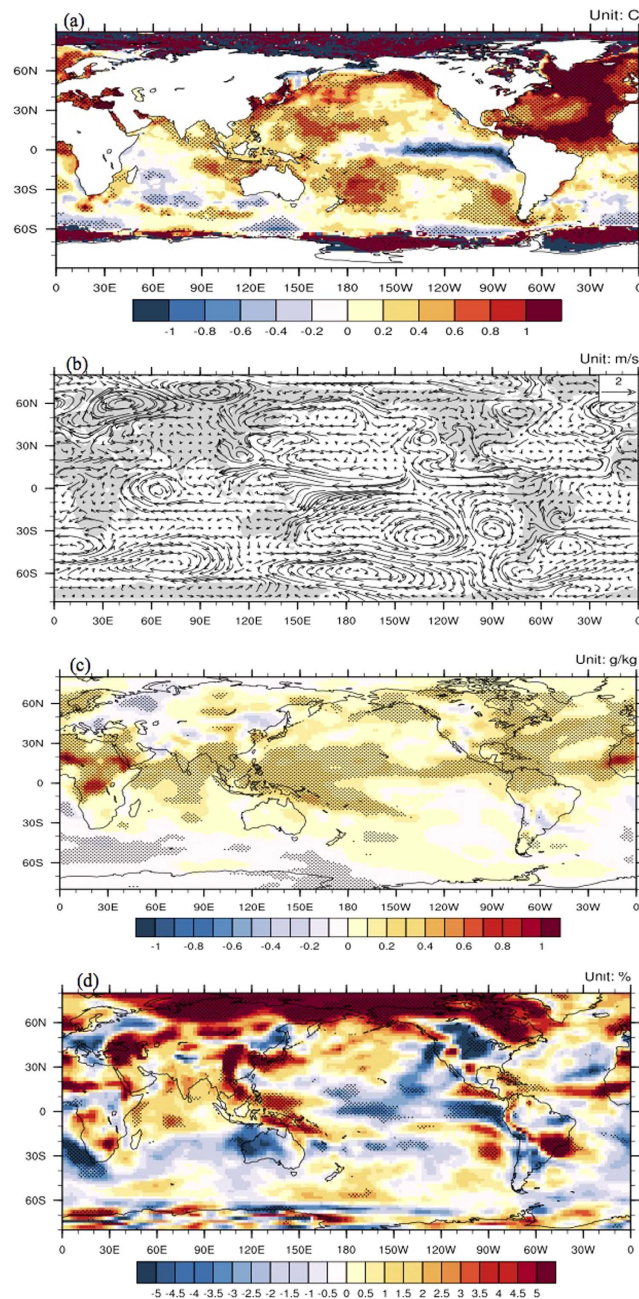 (a) Unit: C
60N
30N
0
30S
60S
0 30E 60E 90E 120E 150E 180 150W 120W 90W 60W 30W 0
-1 -0.8 -0.6 -0.4 -0.2 0 0.2 0.4 0.6 0.8 1
(b) Unit: m/s
2
60N
30N
0
30S
60S
0 30E 60E 90E 120E 150E 180 150W 120W 90W 60W 30W 0
(c) Unit: g/kg
60N
30N
0
30S
60S
0 30E 60E 90E 120E 150E 180 150W 120W 90W 60W 30W 0
-1 -0.8 -0.6 -0.4 -0.2 0 0.2 0.4 0.6 0.8 1
(d) Unit: %
60N
30N
0
30S
60S
0 30E 60E 90E 120E 150E 180 150W 120W 90W 60W 30W 0
-5 -4.5 -4 -3.5 -3 -2.5 -2 -1.5 -1 -0.5 0 0.5 1 1.5 2 2.5 3 3.5 4 4.5 5